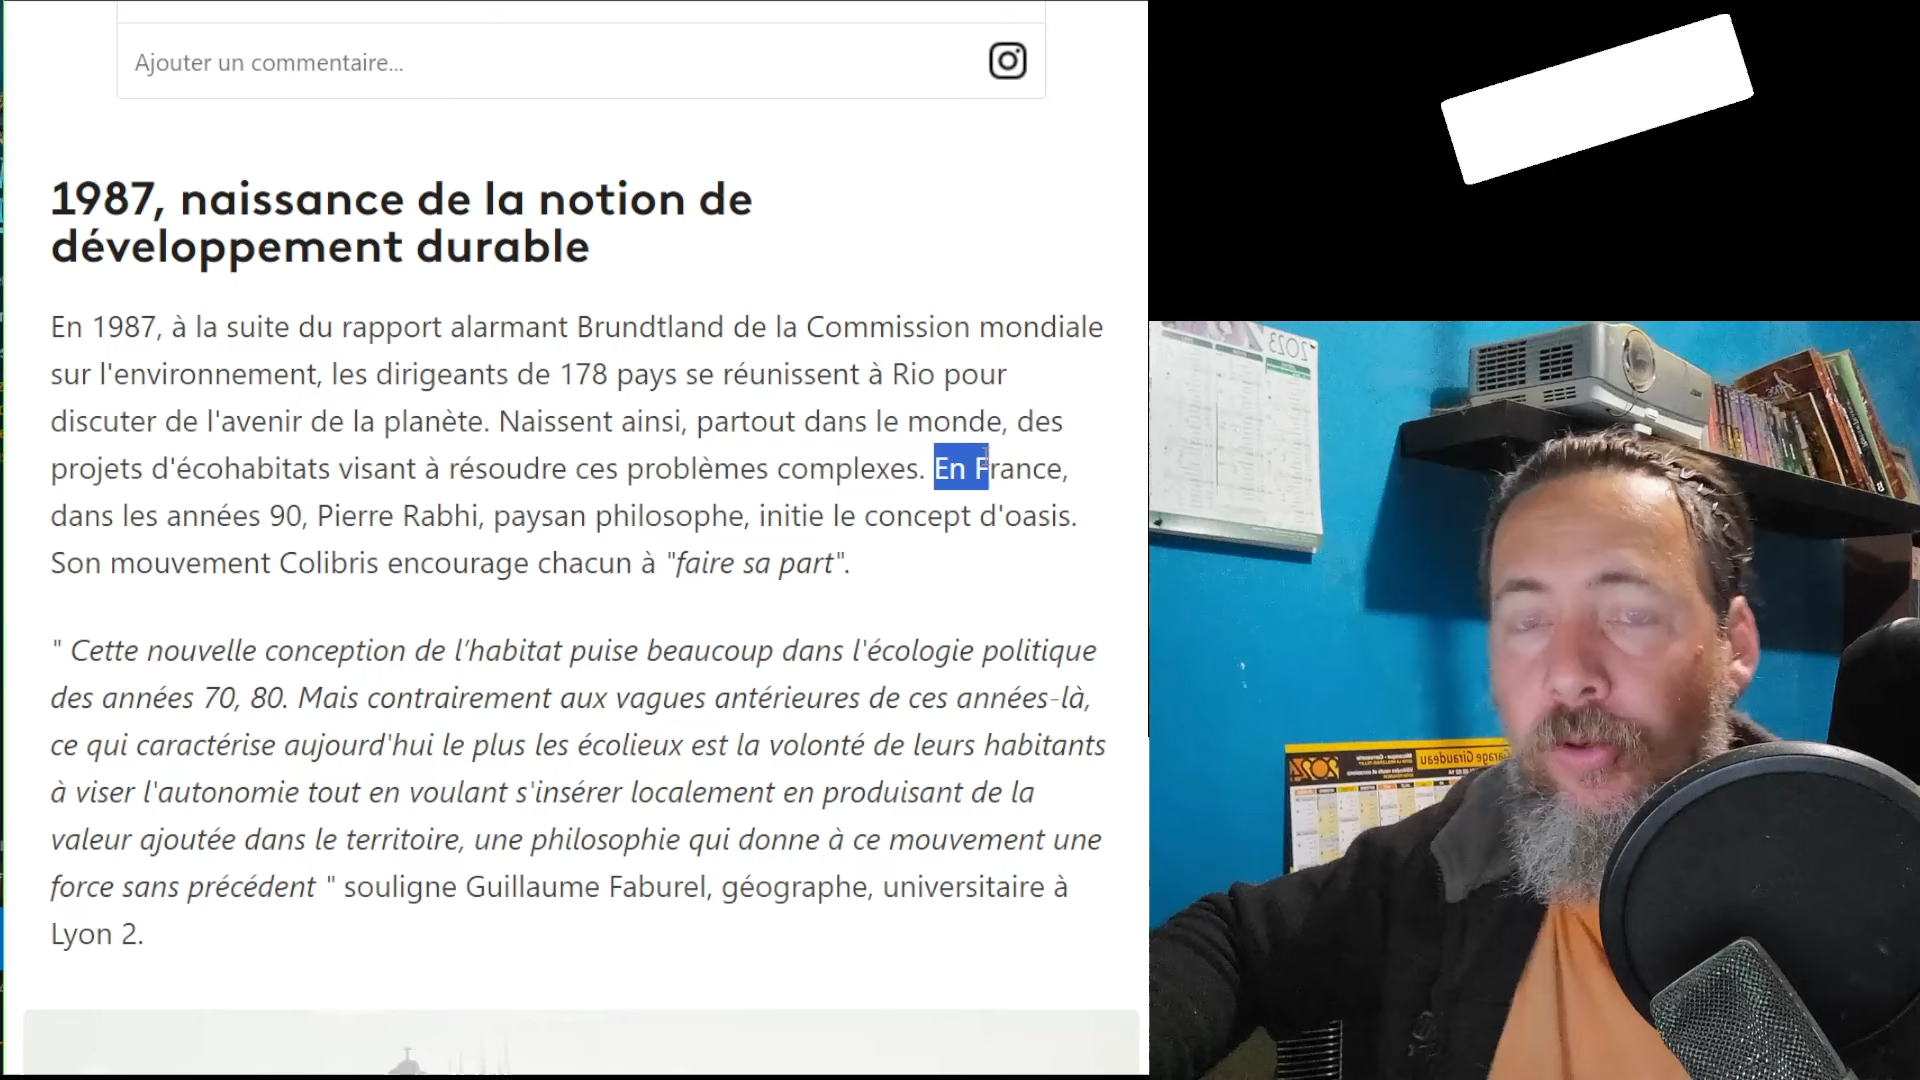 Ajouter un commentaire...
1987, naissance de la notion de
développement durable
En 1987, à la suite du rapport alarmant Brundtland de la Commission mondiale
sur l'environnement, les dirigeants de 178 pays se réunissent à Rio pour
discuter de l'avenir de la planète. Naissent ainsi, partout dans le monde, des
projets d'écohabitats visant à résoudre ces problèmes complexes. En France,
dans les années 90, Pierre Rabhi, paysan philosophe, initie le concept d'oasis.
Son mouvement Colibris encourage chacun à "faire sa part".
" Cette nouvelle conception de l’habitat puise beaucoup dans l'écologie politique
des années 70, 80. Mais contrairement aux vagues antérieures de ces années-là,
ce qui caractérise aujourd'hui le plus les écolieux est la volonté de leurs habitants
à viser l'autonomie tout en voulant s'insérer localement en produisant de la
valeur ajoutée dans le territoire, une philosophie qui donne à ce mouvement une
force sans précédent " souligne Guillaume Faburel, géographe, universitaire à
Lyon 2.
2023
Garage Giraudeau